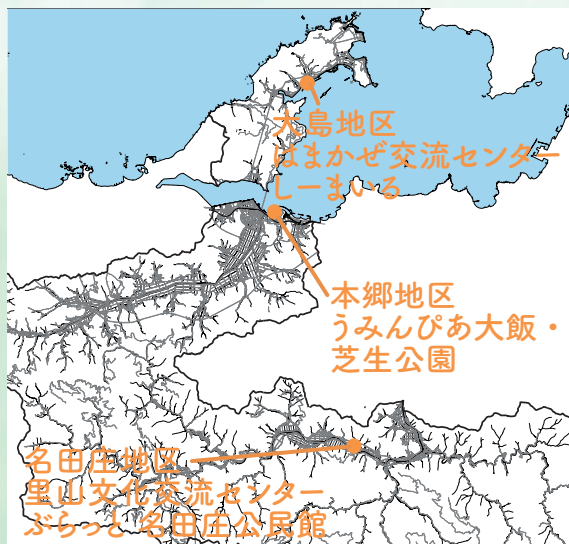 大島地区
はまかぜ交流センター
しーまいる
本郷地区
うみんぴあ大飯・
芝生公園
名田庄地区
里山文化交流センター
ぶらっと 名田庄公民館